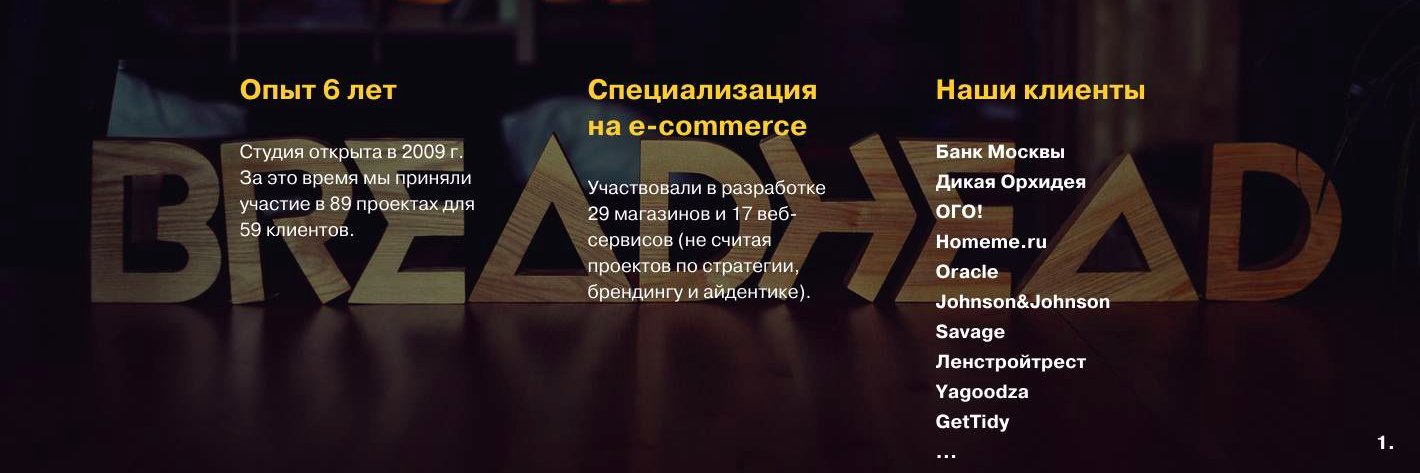 Опыт 6 лет
Студия открыта в 2009 г.
За это время мы приняли
участие в 89 проектах для
59 клиентов.
Специализация
на e-commerce
Участвовали в разработке
29 магазинов и 17 веб-
сервисов (не считая
проектов по стратегии,
брендингу и айдентике).
Наши клиенты
Банк Москвы
Дикая Орхидея
ОГО!
Homeme.ru
Oracle
Johnson&Johnson
Savage
Ленстройтрест
Yagoodza
GetTidy
...
BREADHEAD
1.